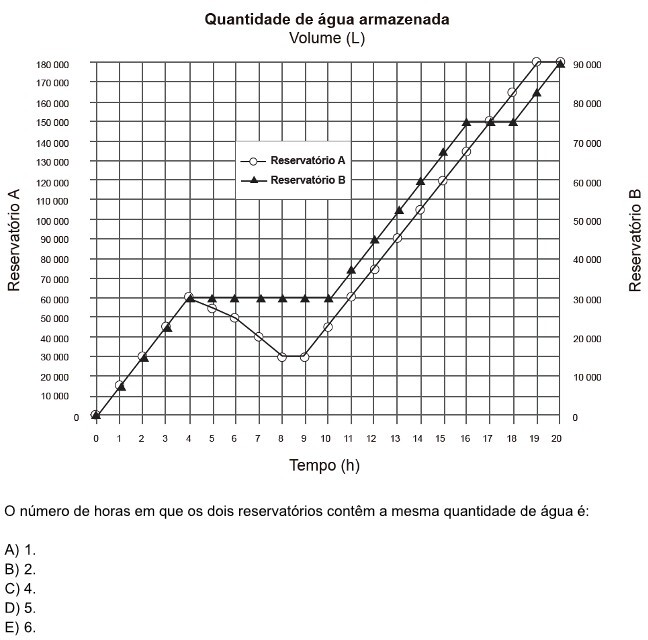 Quantidade de água armazenada
Volume (L)
180 000
170 000
160 000
150 000
140 000
130 000
120 000
110 000
100 000
90 000
80 000
70 000
60 000
50 000
40 000
30 000
20 000
10 000
0
Reservatório A
Reservatório A
Reservatório B
90 000
80 000
70 000
60 000
50 000
40 000
30 000
20 000
10 000
0
Reservatório B
0 1 2 3 4 5 6 7 8 9 10 11 12 13 14 15 16 17 18 19 20
Tempo (h)
O número de horas em que os dois reservatórios contêm a mesma quantidade de água é:
A) 1.
B) 2.
C) 4.
D) 5.
E) 6.